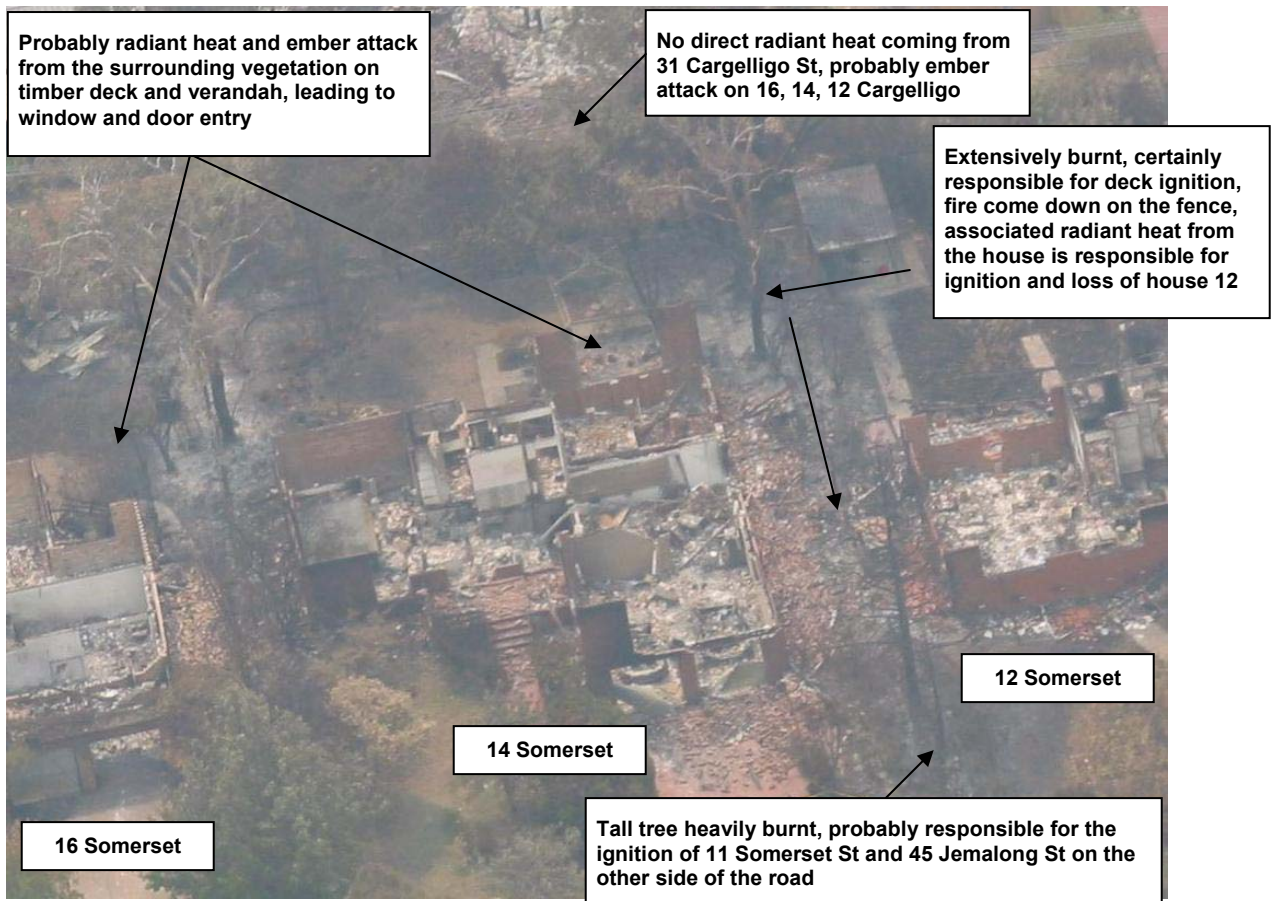 Probably radiant heat and ember attack
from the surrounding vegetation on
timber deck and verandah, leading to
window and door entry
No direct radiant heat coming from
31 Cargelligo St, probably ember
attack on 16, 14, 12 Cargelligo
Extensively burnt, certainly
responsible for deck ignition,
fire come down on the fence,
associated radiant heat from
the house is responsible for
ignition and loss of house 12
12 Somerset
14 Somerset
16 Somerset
Tall tree heavily burnt, probably responsible for the
ignition of 11 Somerset St and 45 Jemalong St on the
other side of the road